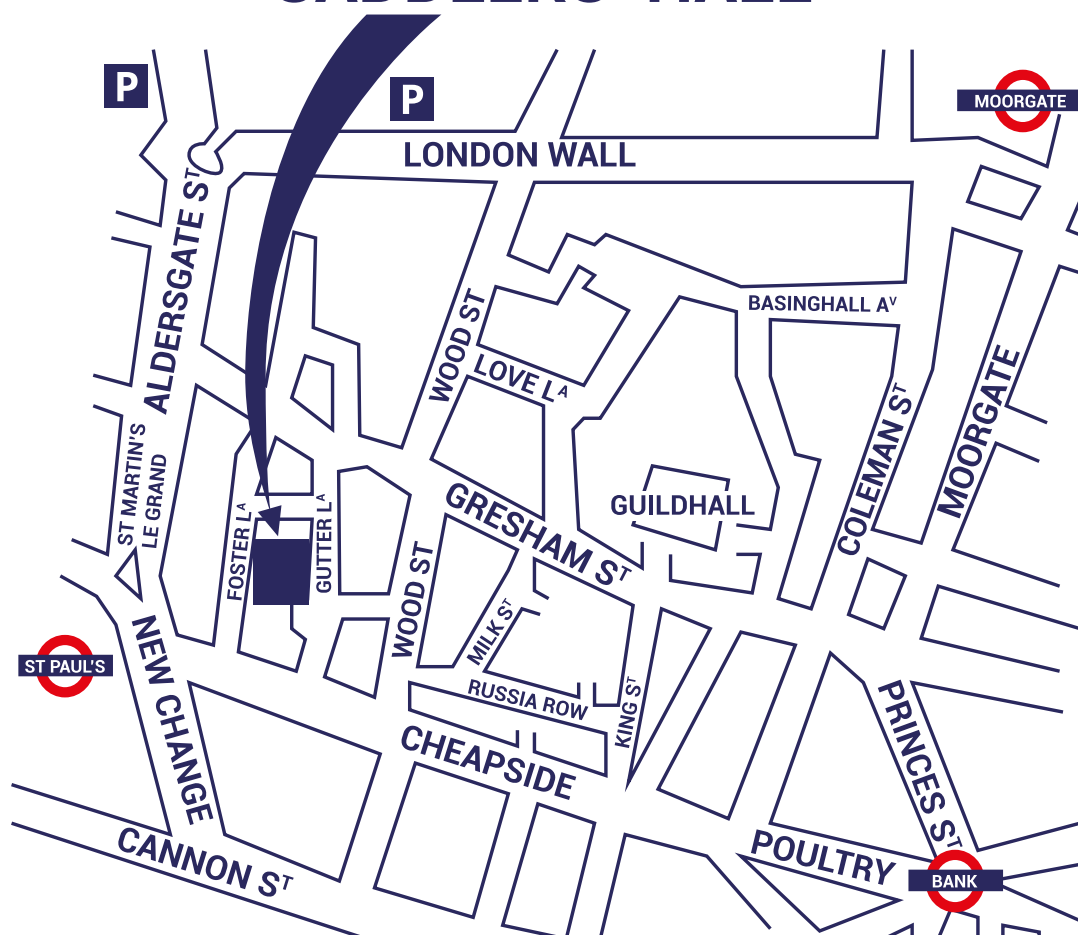 SADDLERS' HALL
P
P
MOORGATE
LONDON WALL
ALDERSGATE ST
BASINGHALL AV
WOOD ST
LOVE LA
MOORGATE
COLEMAN ST
ST MARTIN'S
LE GRAND
GUILDHALL
GRESHAM ST
FOSTER LA
GUTTER LA
WOOD ST
MILK ST
NEW CHANGE
ST PAUL'S
RUSSIA ROW
KING ST
CHEAPSIDE
PRINCES ST
CANNON ST
POULTRY
BANK